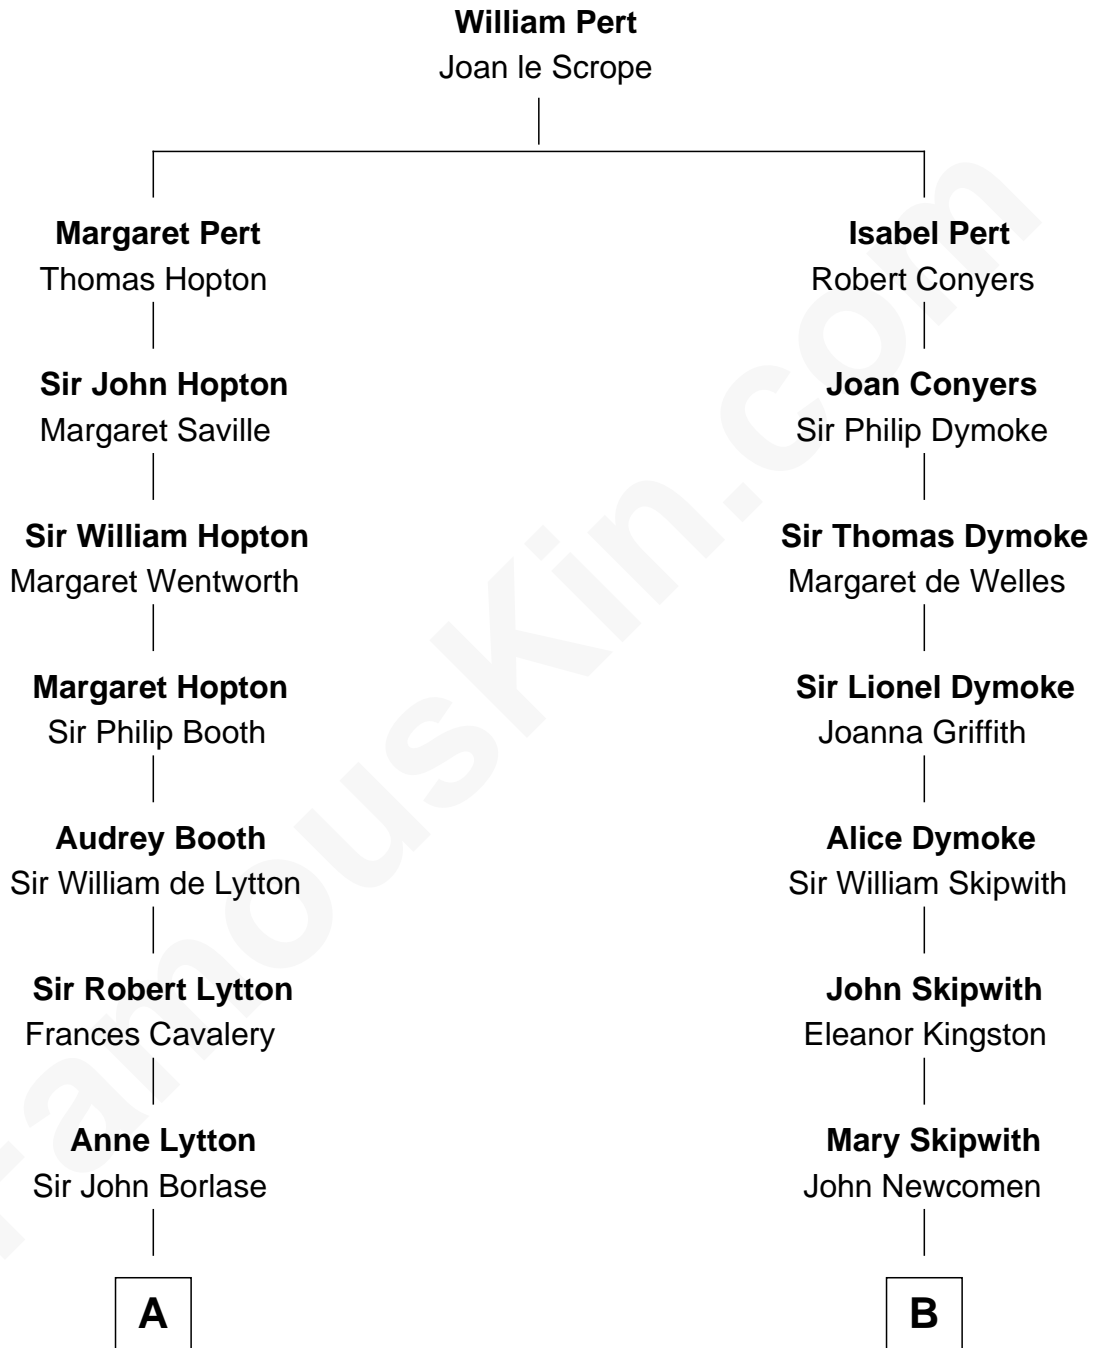 William Pert
Joan le Scrope
Margaret Pert
Thomas Hopton
Isabel Pert
Robert Conyers
Sir John Hopton
Margaret Saville
Joan Conyers
Sir Philip Dymoke
Sir William Hopton
Margaret Wentworth
Sir Thomas Dymoke
Margaret de Welles
Margaret Hopton
Sir Philip Booth
Sir Lionel Dymoke
Joanna Griffith
Audrey Booth
Sir William de Lytton
Alice Dymoke
Sir William Skipwith
Sir Robert Lytton
Frances Cavalery
John Skipwith
Eleanor Kingston
Anne Lytton
Sir John Borlase
Mary Skipwith
John Newcomen
A
B
FamousKin.com